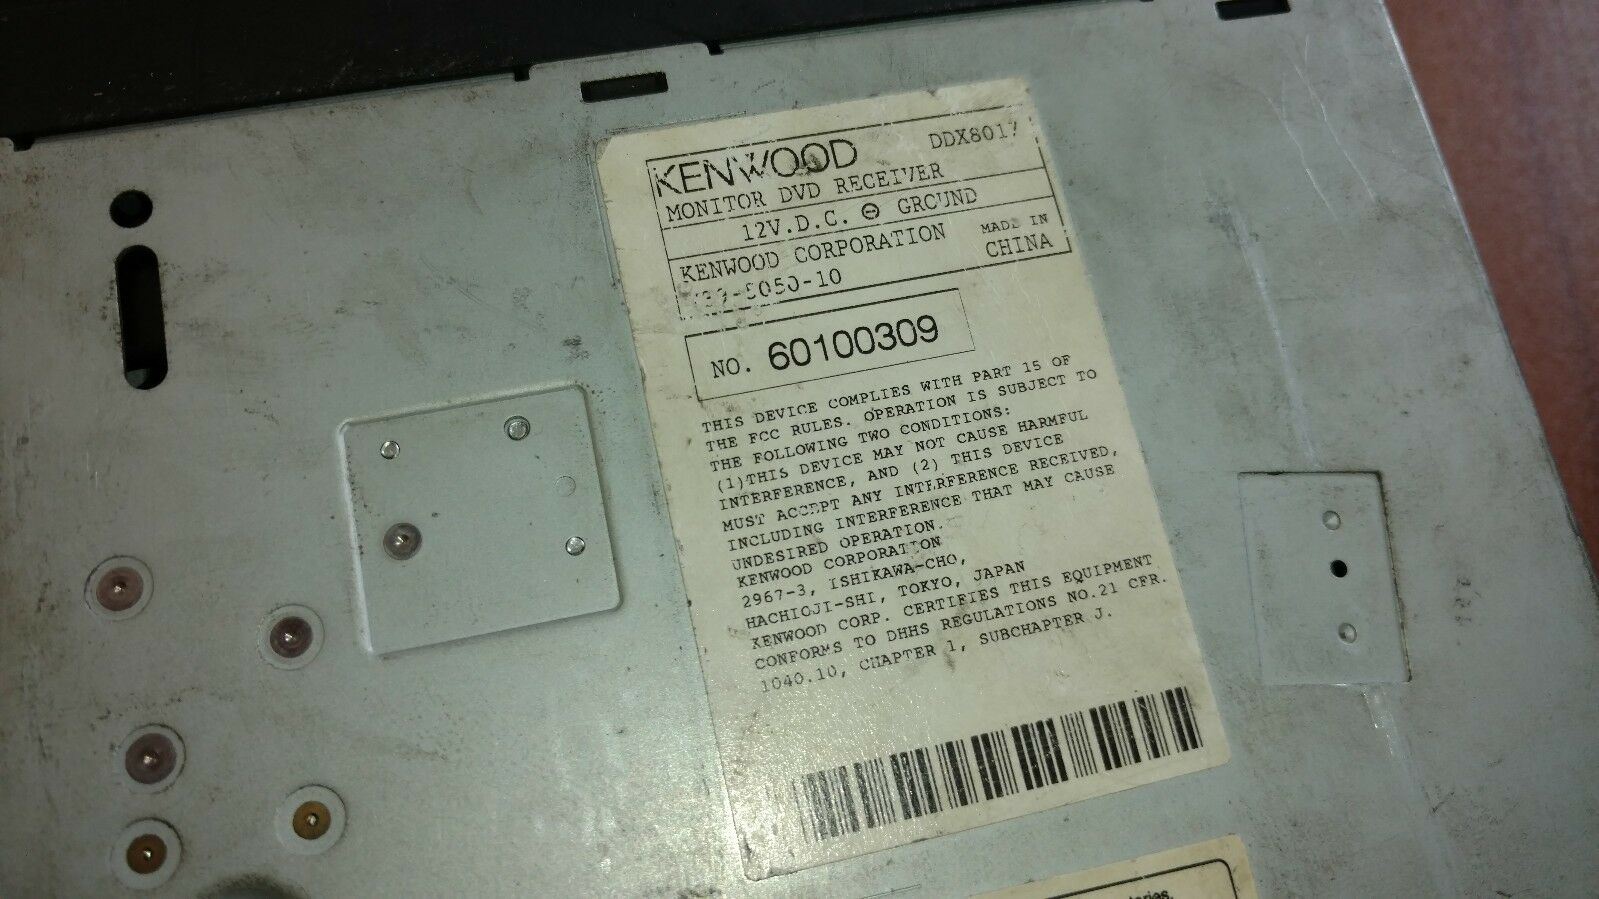 KENWOOD DDX8017
MONITOR DVD RECEIVER
12V.D.C. ⊖ GROUND
KENWOOD CORPORATION MADE IN
CHINA
NO. 60100309
THIS DEVICE COMPLIES WITH PART 15 OF
THE FCC RULES. OPERATION IS SUBJECT TO
THE FOLLOWING TWO CONDITIONS:
(1)THIS DEVICE MAY NOT CAUSE HARMFUL
INTERFERENCE, AND (2) THIS DEVICE
MUST ACCEPT ANY INTERFERENCE RECEIVED,
INCLUDING INTERFERENCE THAT MAY CAUSE
UNDESIRED OPERATION.
KENWOOD CORPORATION
2967-3, ISHIKAWA-CHO,
HACHIOJI-SHI, TOKYO, JAPAN
KENWOOD CORP. CERTIFIES THIS EQUIPMENT
CONFORMS TO DHHS REGULATIONS NO.21 CFR.
1040.10, CHAPTER 1, SUBCHAPTER J.